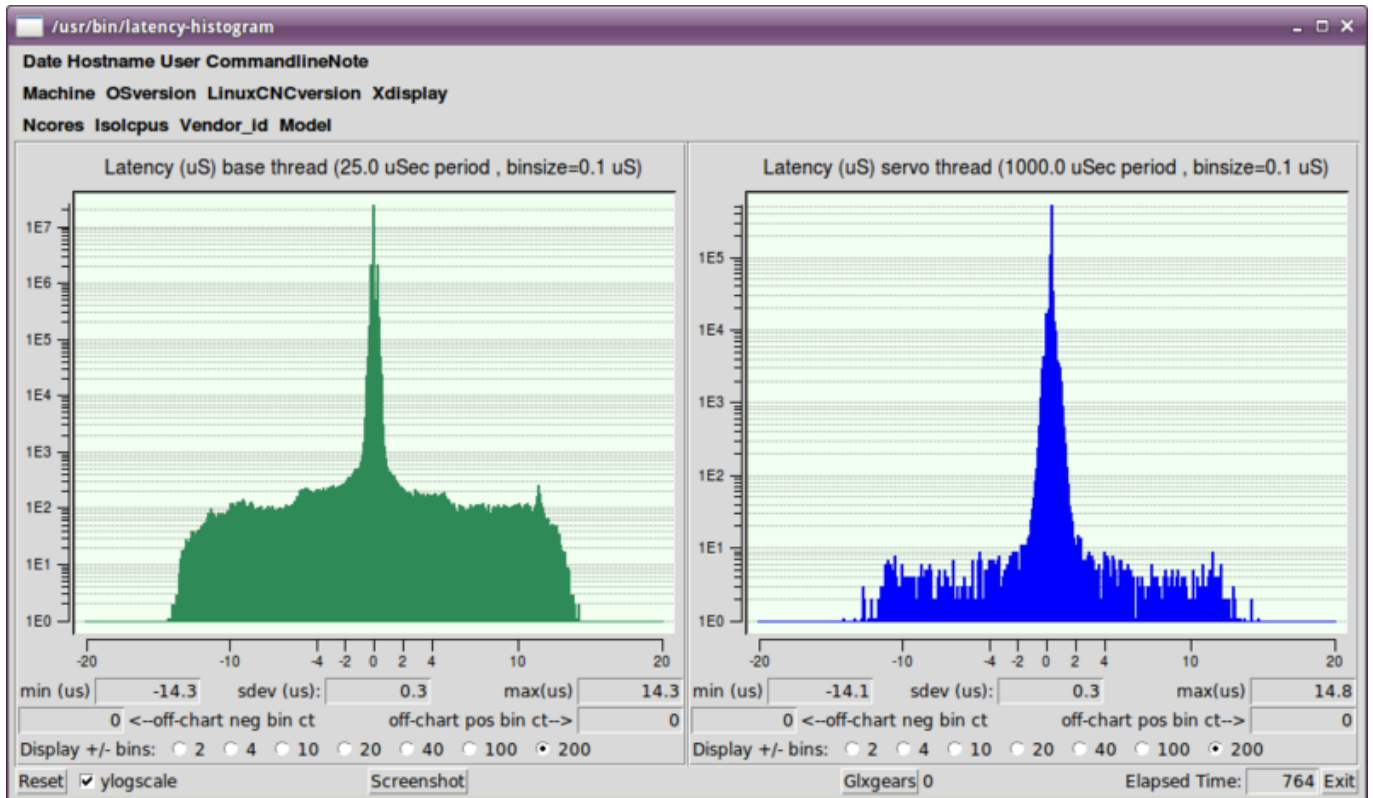 /usr/bin/latency-histogram
Date Hostname User CommandlineNote
Machine OSversion LinuxCNCversion Xdisplay
Ncores Isolcpus Vendor_id Model
Latency (uS) base thread (25.0 uSec period , binsize=0.1 uS)
1E7
1E6
1E5
1E4
1E3
1E2
1E1
1E0
-20 -10 -4 -2 0 2 4 10 20
min (us) -14.3 sdev (us): 0.3 max(us) 14.3
0 <--off-chart neg bin ct off-chart pos bin ct--> 0
Display +/- bins: 2 4 10 20 40 100 200
Latency (uS) servo thread (1000.0 uSec period , binsize=0.1 uS)
1E5
1E4
1E3
1E2
1E1
1E0
-20 -10 -4 -2 0 2 4 10 20
min (us) -14.1 sdev (us): 0.3 max(us) 14.8
0 <--off-chart neg bin ct off-chart pos bin ct--> 0
Display +/- bins: 2 4 10 20 40 100 200
Reset ylogscale Screenshot Glxgears 0 Elapsed Time: 764 Exit